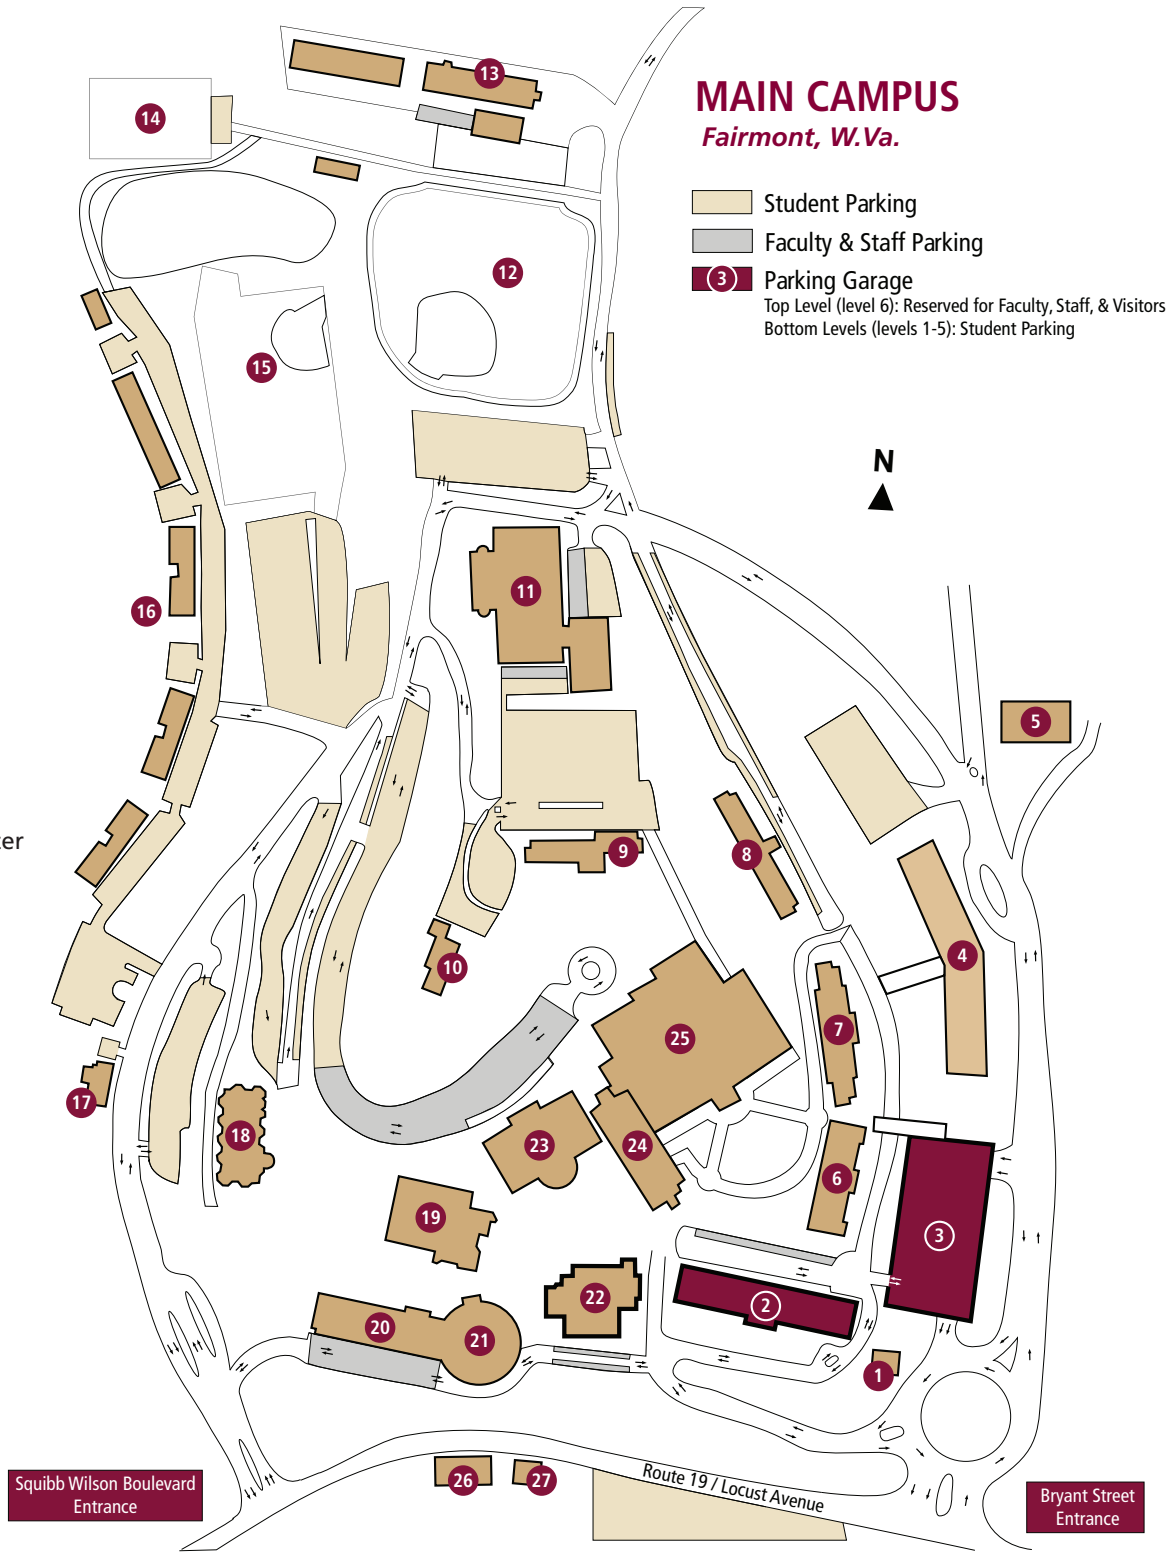 MAIN CAMPUS
Fairmont, W.Va.
Student Parking
Faculty & Staff Parking
3
Parking Garage
Top Level (level 6): Reserved for Faculty, Staff, & Visitors
Bottom Levels (levels 1-5): Student Parking
13
14
12
15
N
11
16
5
ter
9
8
4
10
7
25
17
18
23
24
6
19
3
22
2
20
21
1
Route 19 / Locust Avenue
26
27
Squibb Wilson Boulevard
Entrance
Bryant Street
Entrance